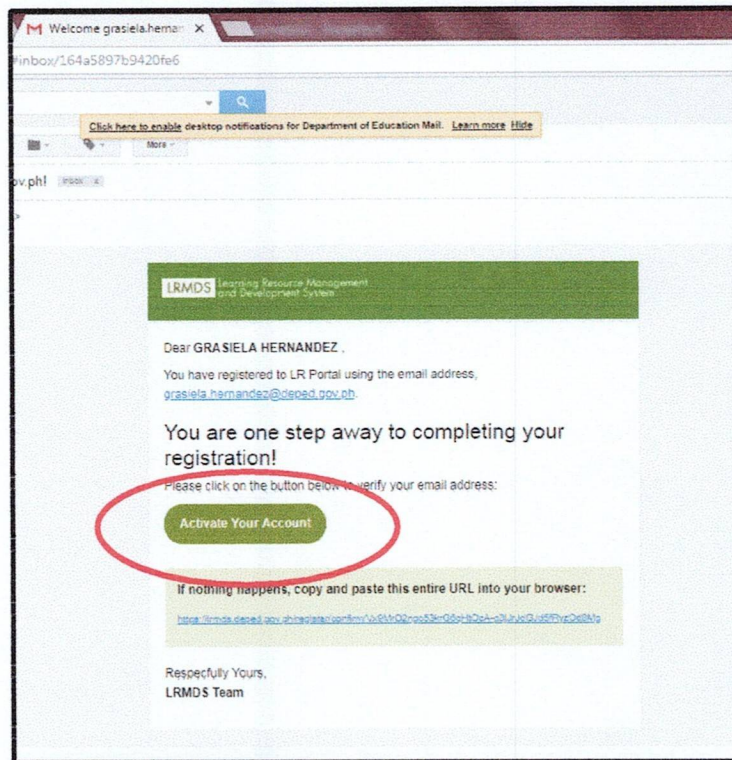 Welcome grasiela.hernan X
#inbox/164a5897b9420fe6
Click here to enable desktop notifications for Department of Education Mail. Learn more Hide
More
ov.ph! Inbox x
>
LRMDS Learning Resource Management
and Development System
Dear GRASIELA HERNANDEZ ,
You have registered to LR Portal using the email address,
grasiela.hernandez@deped.gov.ph.
You are one step away to completing your
registration!
Please click on the button below to verify your email address:
Activate Your Account
If nothing happens, copy and paste this entire URL into your browser:
Respecfully Yours,
LRMDS Team